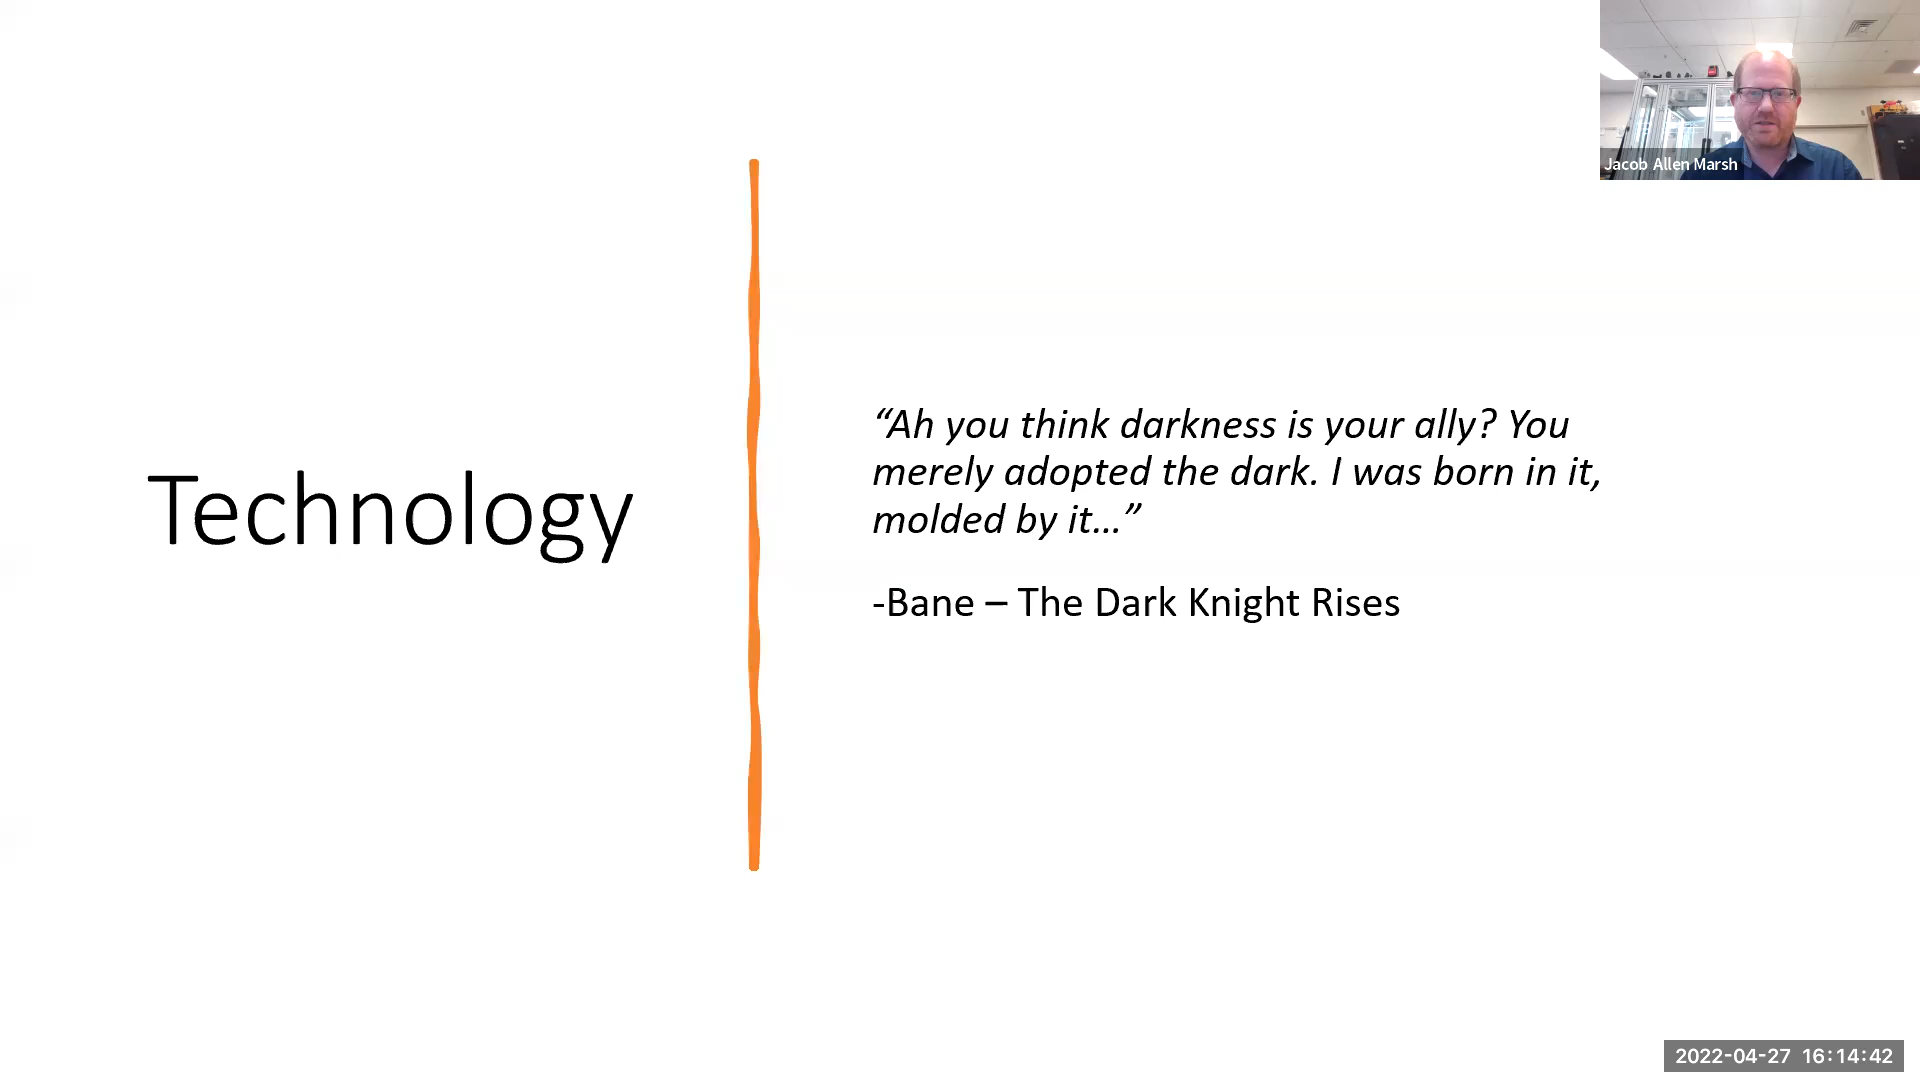 Jacob Allen Marsh
Technology
“Ah you think darkness is your ally? You
merely adopted the dark. I was born in it,
molded by it…”
-Bane – The Dark Knight Rises
2022-04-27 16:14:42